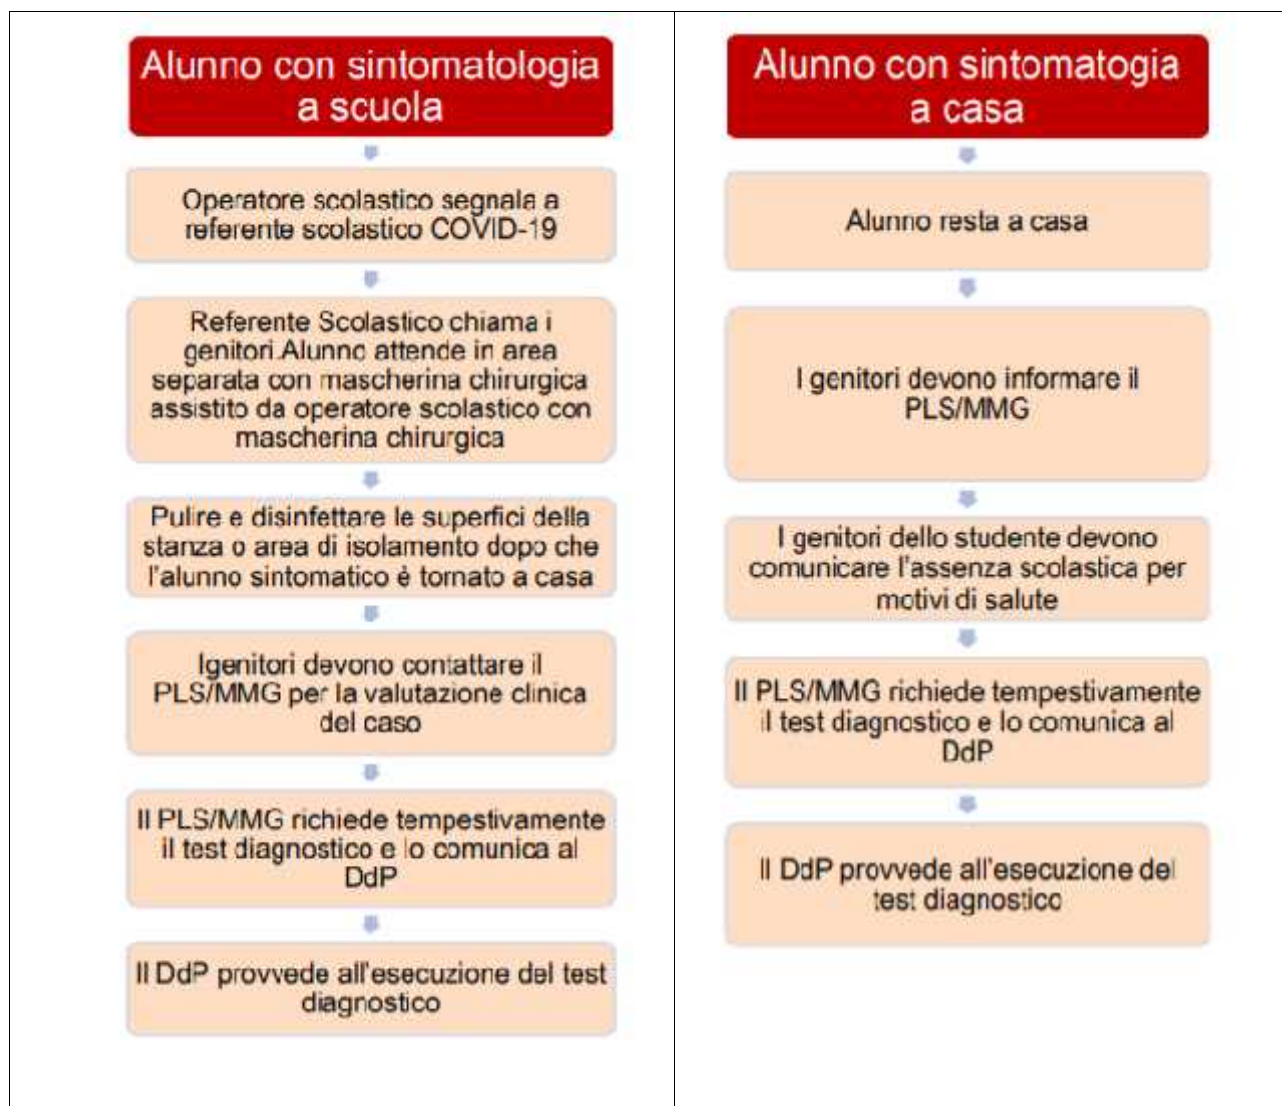 Alunno con sintomatologia
a scuola
Operatore scolastico segnala a
referente scolastico COVID-19
Referente Scolastico chiama i
genitori.Alunno attende in area
separata con mascherina chirurgica
assistito da operatore scolastico con
mascherina chirurgica
Pulire e disinfettare le superfici della
stanza o area di isolamento dopo che
l'alunno sintomatico è tornato a casa
Igenitori devono contattare il
PLS/MMG per la valutazione clinica
del caso
Il PLS/MMG richiede tempestivamente
il test diagnostico e lo comunica al
DdP
Il DdP provvede all'esecuzione del test
diagnostico
Alunno con sintomatogia
a casa
Alunno resta a casa
I genitori devono informare il
PLS/MMG
I genitori dello studente devono
comunicare l'assenza scolastica per
motivi di salute
Il PLS/MMG richiede tempestivamente
il test diagnostico e lo comunica al
DdP
Il DdP provvede all'esecuzione del
test diagnostico